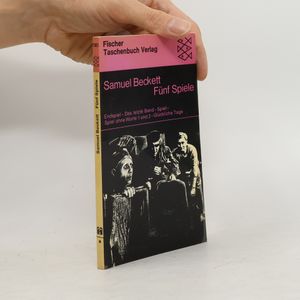 Fischer
Taschenbuch Verlag
Samuel Beckett
Fünf Spiele
Endspiel · Das letzte Band · Spiel ·
Spiel ohne Worte 1 und 2 · Glückliche Tage
Samuel Beckett Fünf Spiele